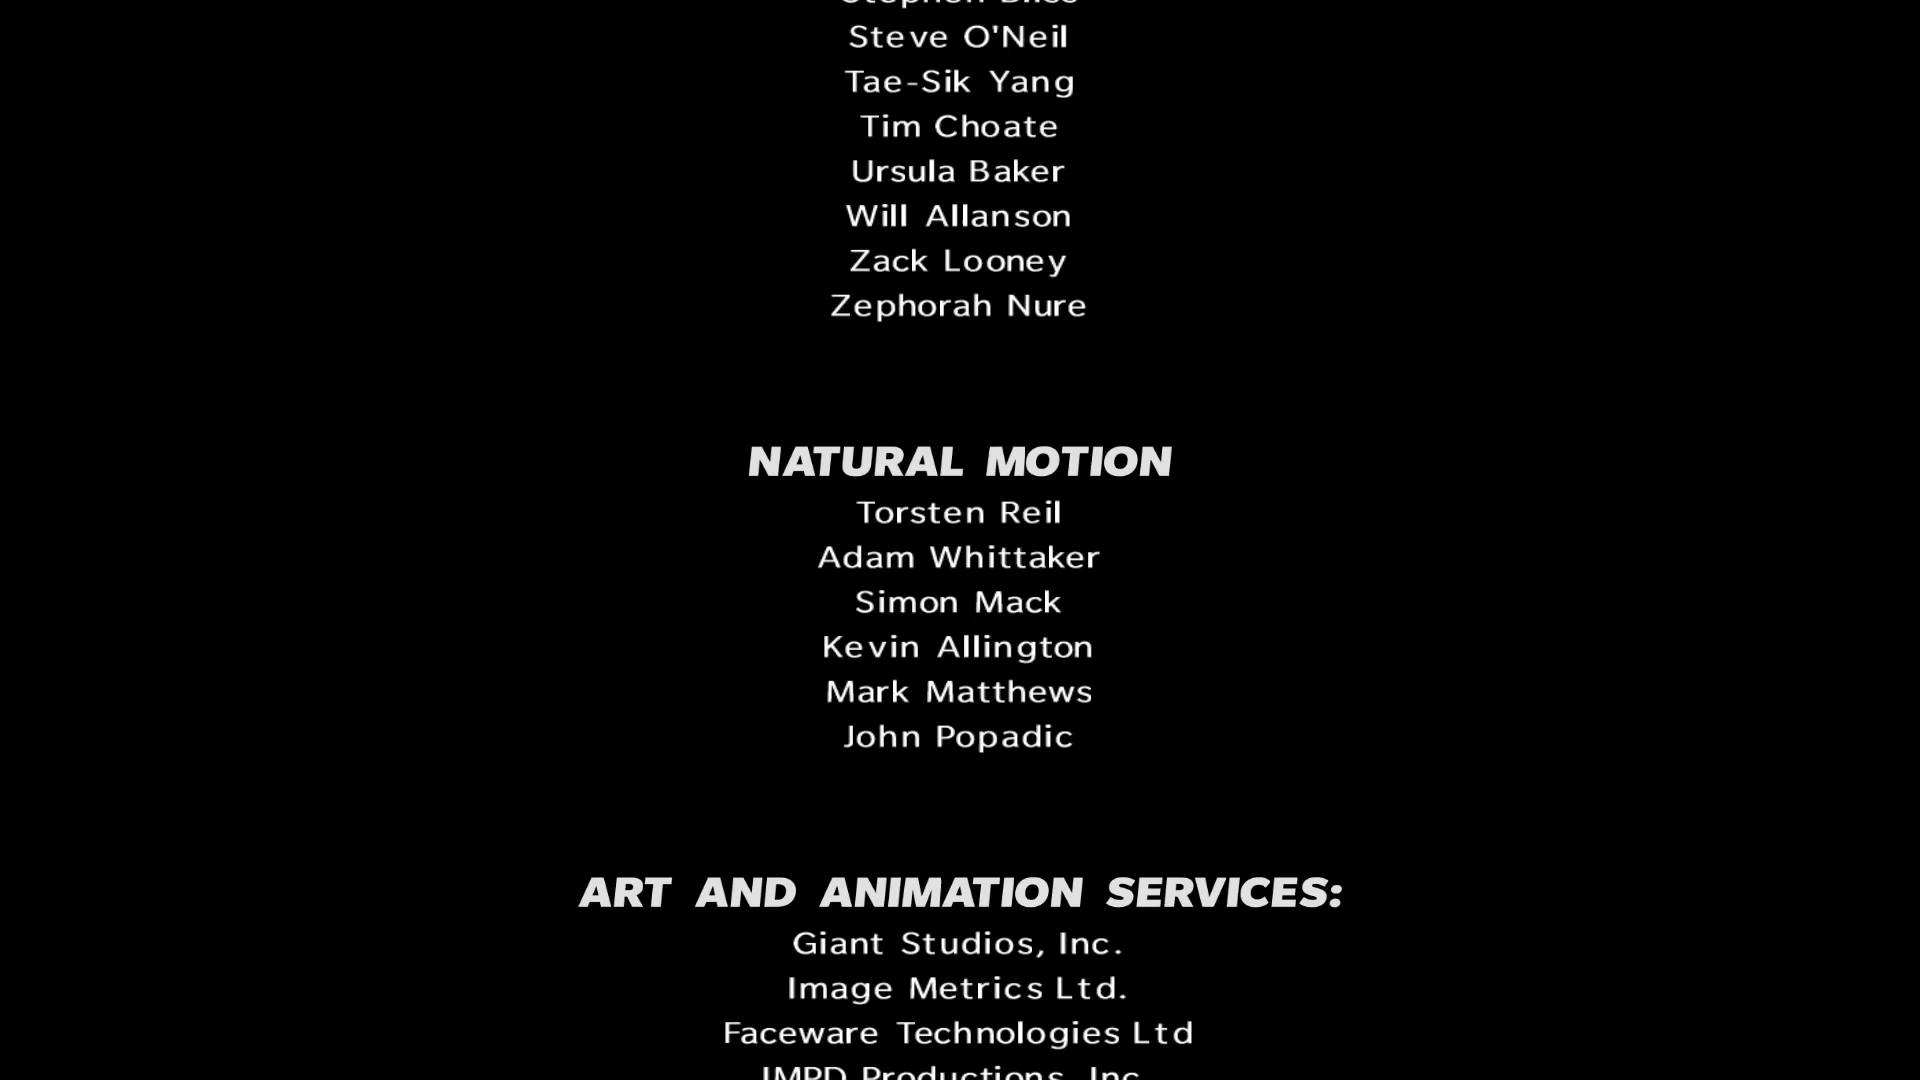 Steve O'Neil
Tae-Sik Yang
Tim Choate
Ursula Baker
Will Allanson
Zack Looney
Zephorah Nure
NATURAL MOTION
Torsten Reil
Adam Whittaker
Simon Mack
Kevin Allington
Mark Matthews
John Popadic
ART AND ANIMATION SERVICES:
Giant Studios, Inc.
Image Metrics Ltd.
Faceware Technologies Ltd
Productions, Inc